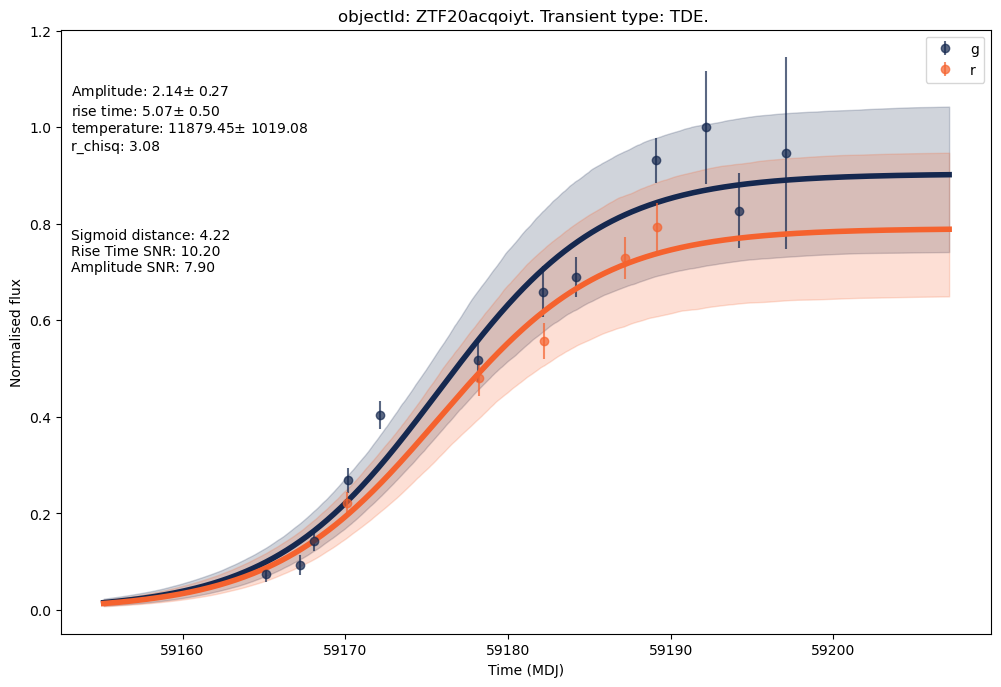 objectId: ZTF20acqoiyt. Transient type: TDE.
g
r
Amplitude: 2.14± 0.27
rise time: 5.07± 0.50
temperature: 11879.45± 1019.08
r_chisq: 3.08
Sigmoid distance: 4.22
Rise Time SNR: 10.20
Amplitude SNR: 7.90
Normalised flux
1.2
1.0
0.8
0.6
0.4
0.2
0.0
59160 59170 59180 59190 59200
Time (MDJ)